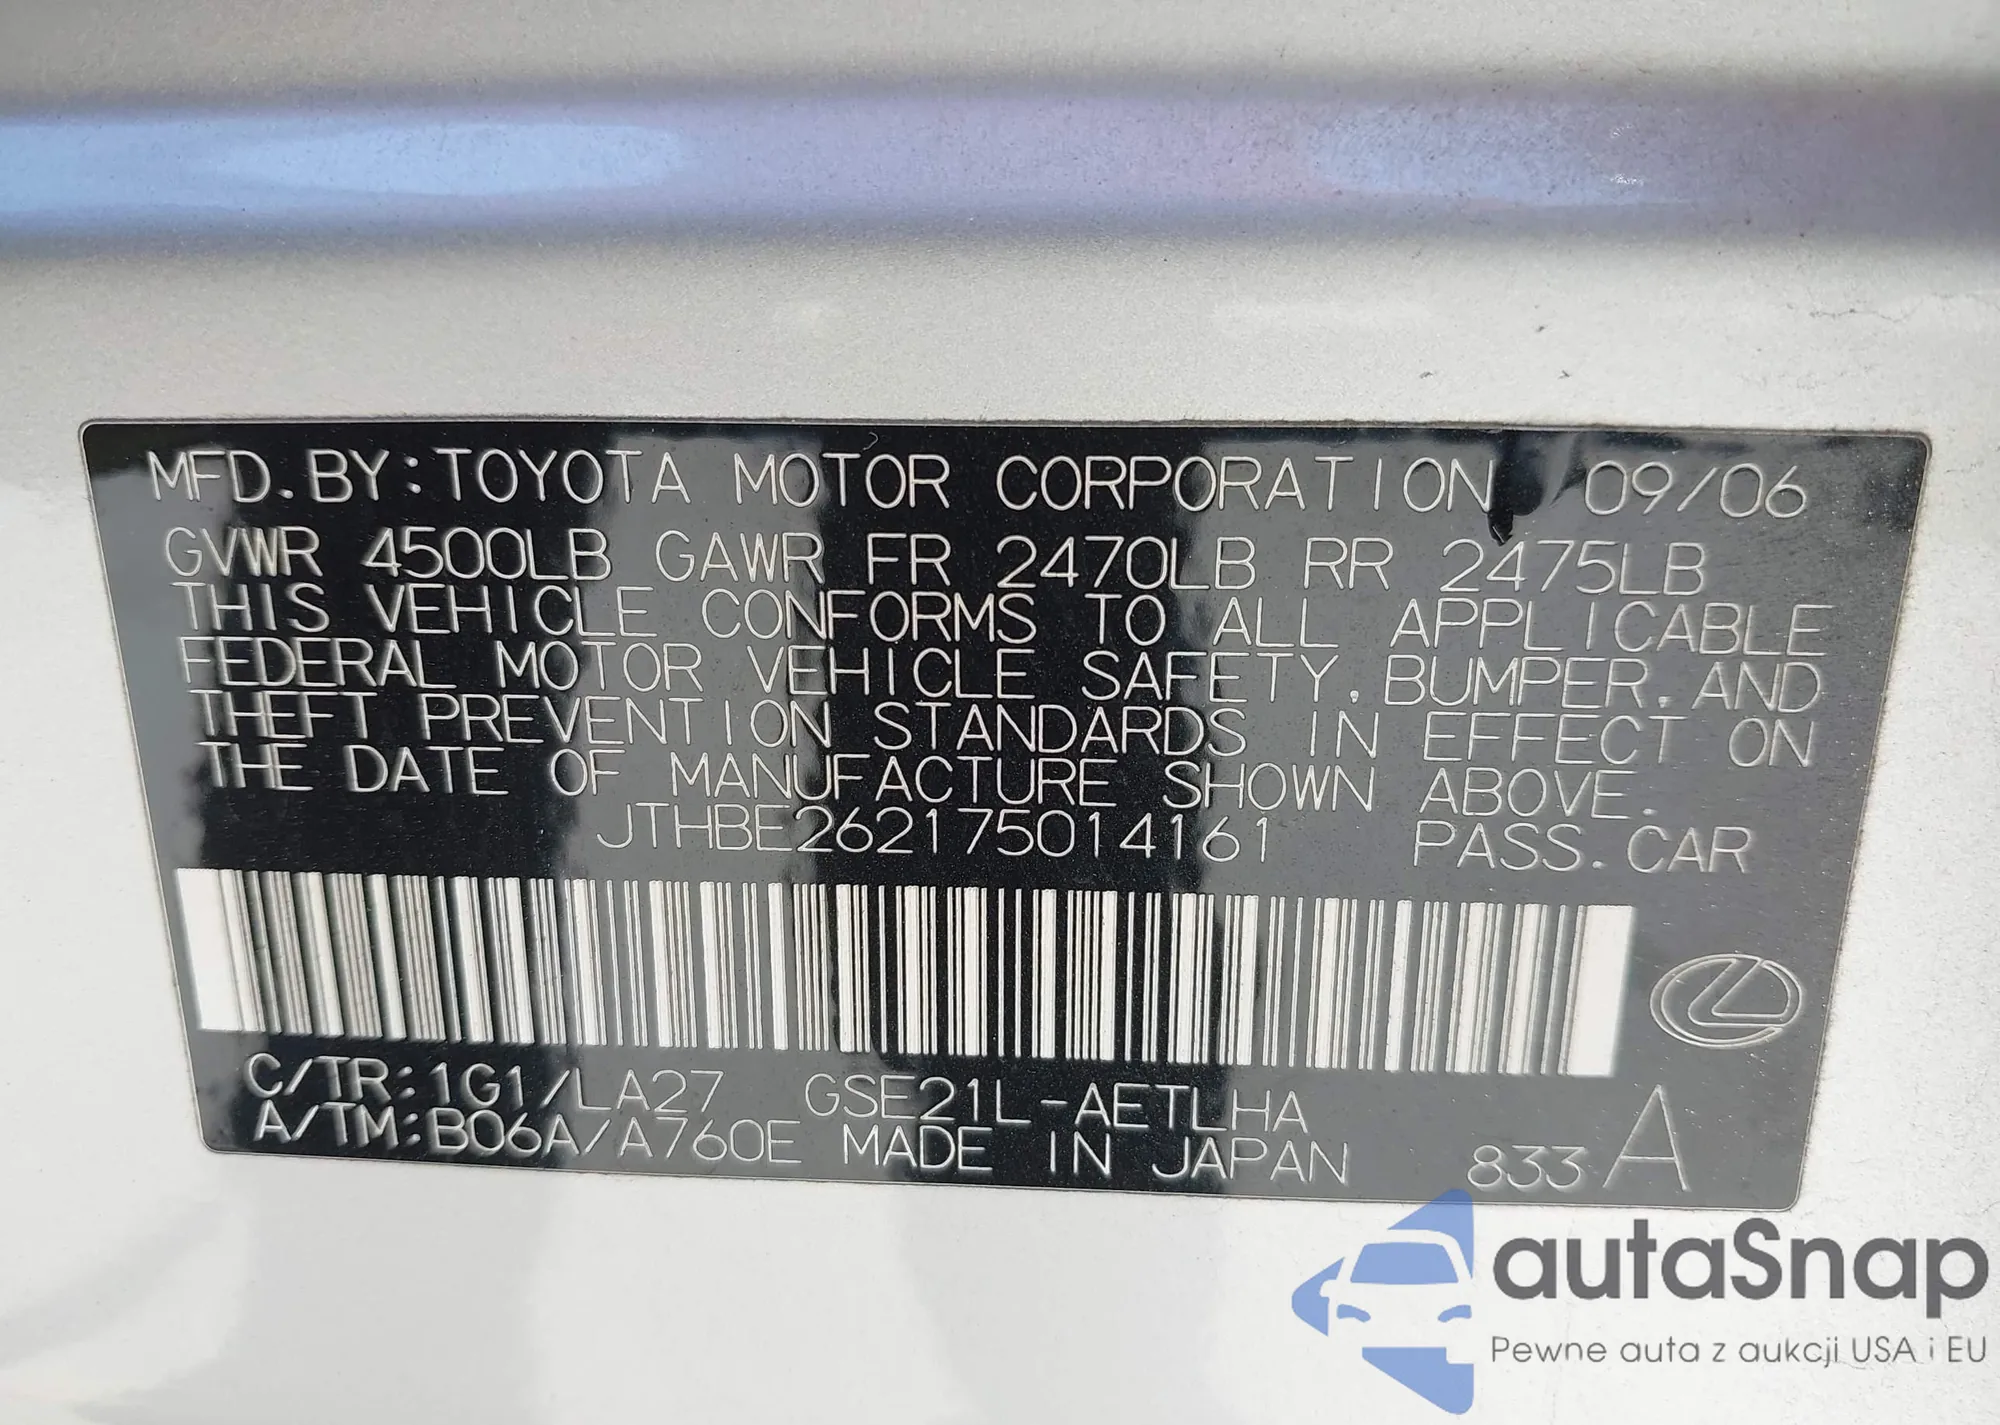 MFD. BY: TOYOTA MOTOR CORPORATION 09/06
GVWR 4500LB GAWR FR 2470LB RR 2475LB
THIS VEHICLE CONFORMS TO ALL APPLICABLE
FEDERAL MOTOR VEHICLE SAFETY, BUMPER, AND
THEFT PREVENTION STANDARDS IN EFFECT ON
THE DATE OF MANUFACTURE SHOWN ABOVE.
JTHBE262175014161 PASS. CAR
C/TR: 1G1/LA27 GSE21L-AETLHA
A/TM: B06A/A760E MADE IN JAPAN 833 A
autaSnap
Pewne auta z aukcji USA i EU